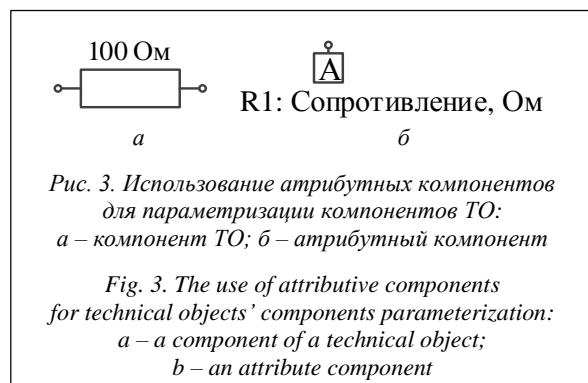 100 Ом
A
R1: Сопротивление, Ом
а
б
Рис. 3. Использование атрибутных компонентов
для параметризации компонентов ТО:
а – компонент ТО; б – атрибутный компонент
Fig. 3. The use of attributive components
for technical objects’ components parameterization:
a – a component of a technical object;
b – an attribute component